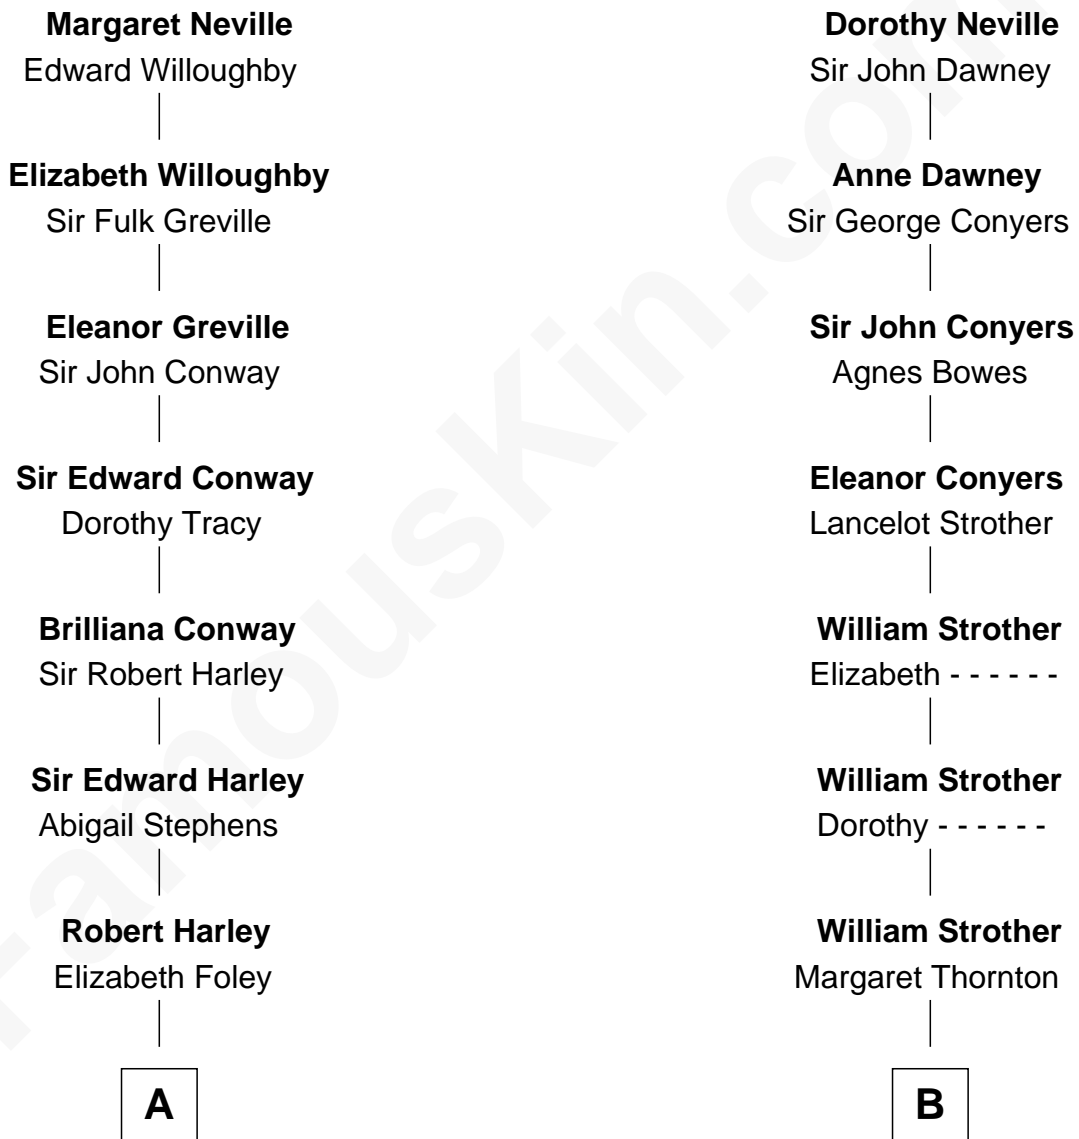 Margaret Neville
Edward Willoughby
Elizabeth Willoughby
Sir Fulk Greville
Eleanor Greville
Sir John Conway
Sir Edward Conway
Dorothy Tracy
Brilliana Conway
Sir Robert Harley
Sir Edward Harley
Abigail Stephens
Robert Harley
Elizabeth Foley
A
Dorothy Neville
Sir John Dawney
Anne Dawney
Sir George Conyers
Sir John Conyers
Agnes Bowes
Eleanor Conyers
Lancelot Strother
William Strother
Elizabeth - - - - - -
William Strother
Dorothy - - - - - -
William Strother
Margaret Thornton
B
FamousKin.com